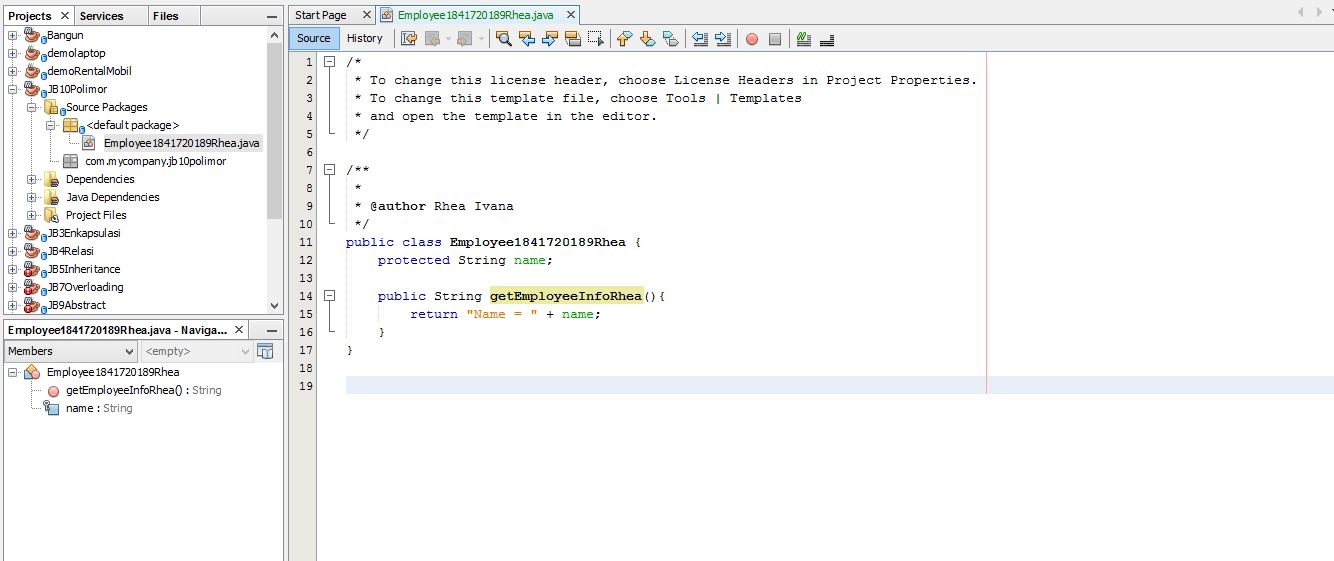 Projects Services Files
Bangun
demolaptop
demoRentalMobil
JB10Polimor
Source Packages
<default package>
Employee1841720189Rhea.java
com.mycompany.jb10polimor
Dependencies
Java Dependencies
Project Files
JB3Enkapsulasi
JB4Relasi
JB5Inheritance
JB7Overloading
JB9Abstract
Employee1841720189Rhea.java - Naviga...
Members <empty>
Employee1841720189Rhea
getEmployeeInfoRhea() : String
name : String
Start Page Employee1841720189Rhea.java
Source History
1 /*
2  * To change this license header, choose License Headers in Project Properties.
3  * To change this template file, choose Tools | Templates
4  * and open the template in the editor.
5  */
6
7 /**
8  *
9  * @author Rhea Ivana
10  */
11 public class Employee1841720189Rhea {
12     protected String name;
13
14     public String getEmployeeInfoRhea(){
15         return "Name = " + name;
16     }
17 }
18
19